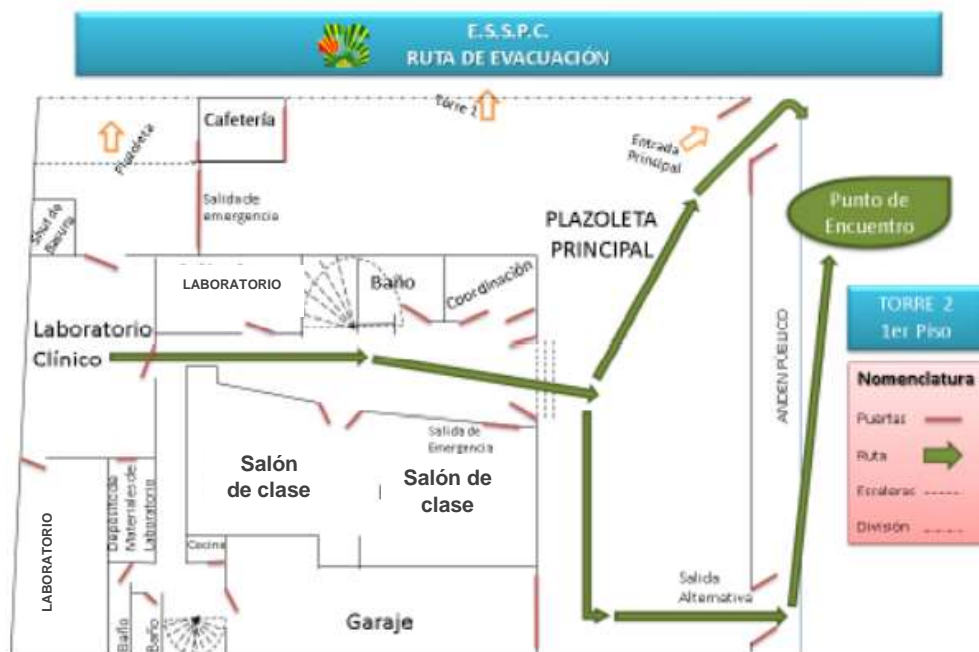 E.S.S.P.C.
RUTA DE EVACUACIÓN
Cafetería
Plazoleta
Torre 2
Entrada
Principal
Salida de
emergencia
Shut de
Basura
PLAZOLETA
PRINCIPAL
Punto de
Encuentro
LABORATORIO
Baño
Coordinación
Laboratorio
Clínico
TORRE 2
1er Piso
ANDEN PUBLICO
Nomenclatura
Puertas
Ruta
Escaleras
División
Salida de
Emergencia
Salón
de clase
Salón de
clase
LABORATORIO
Deposito de
Materiales de
Laboratorio
Cocina
Baño
Baño
Garaje
Salida
Alternativa